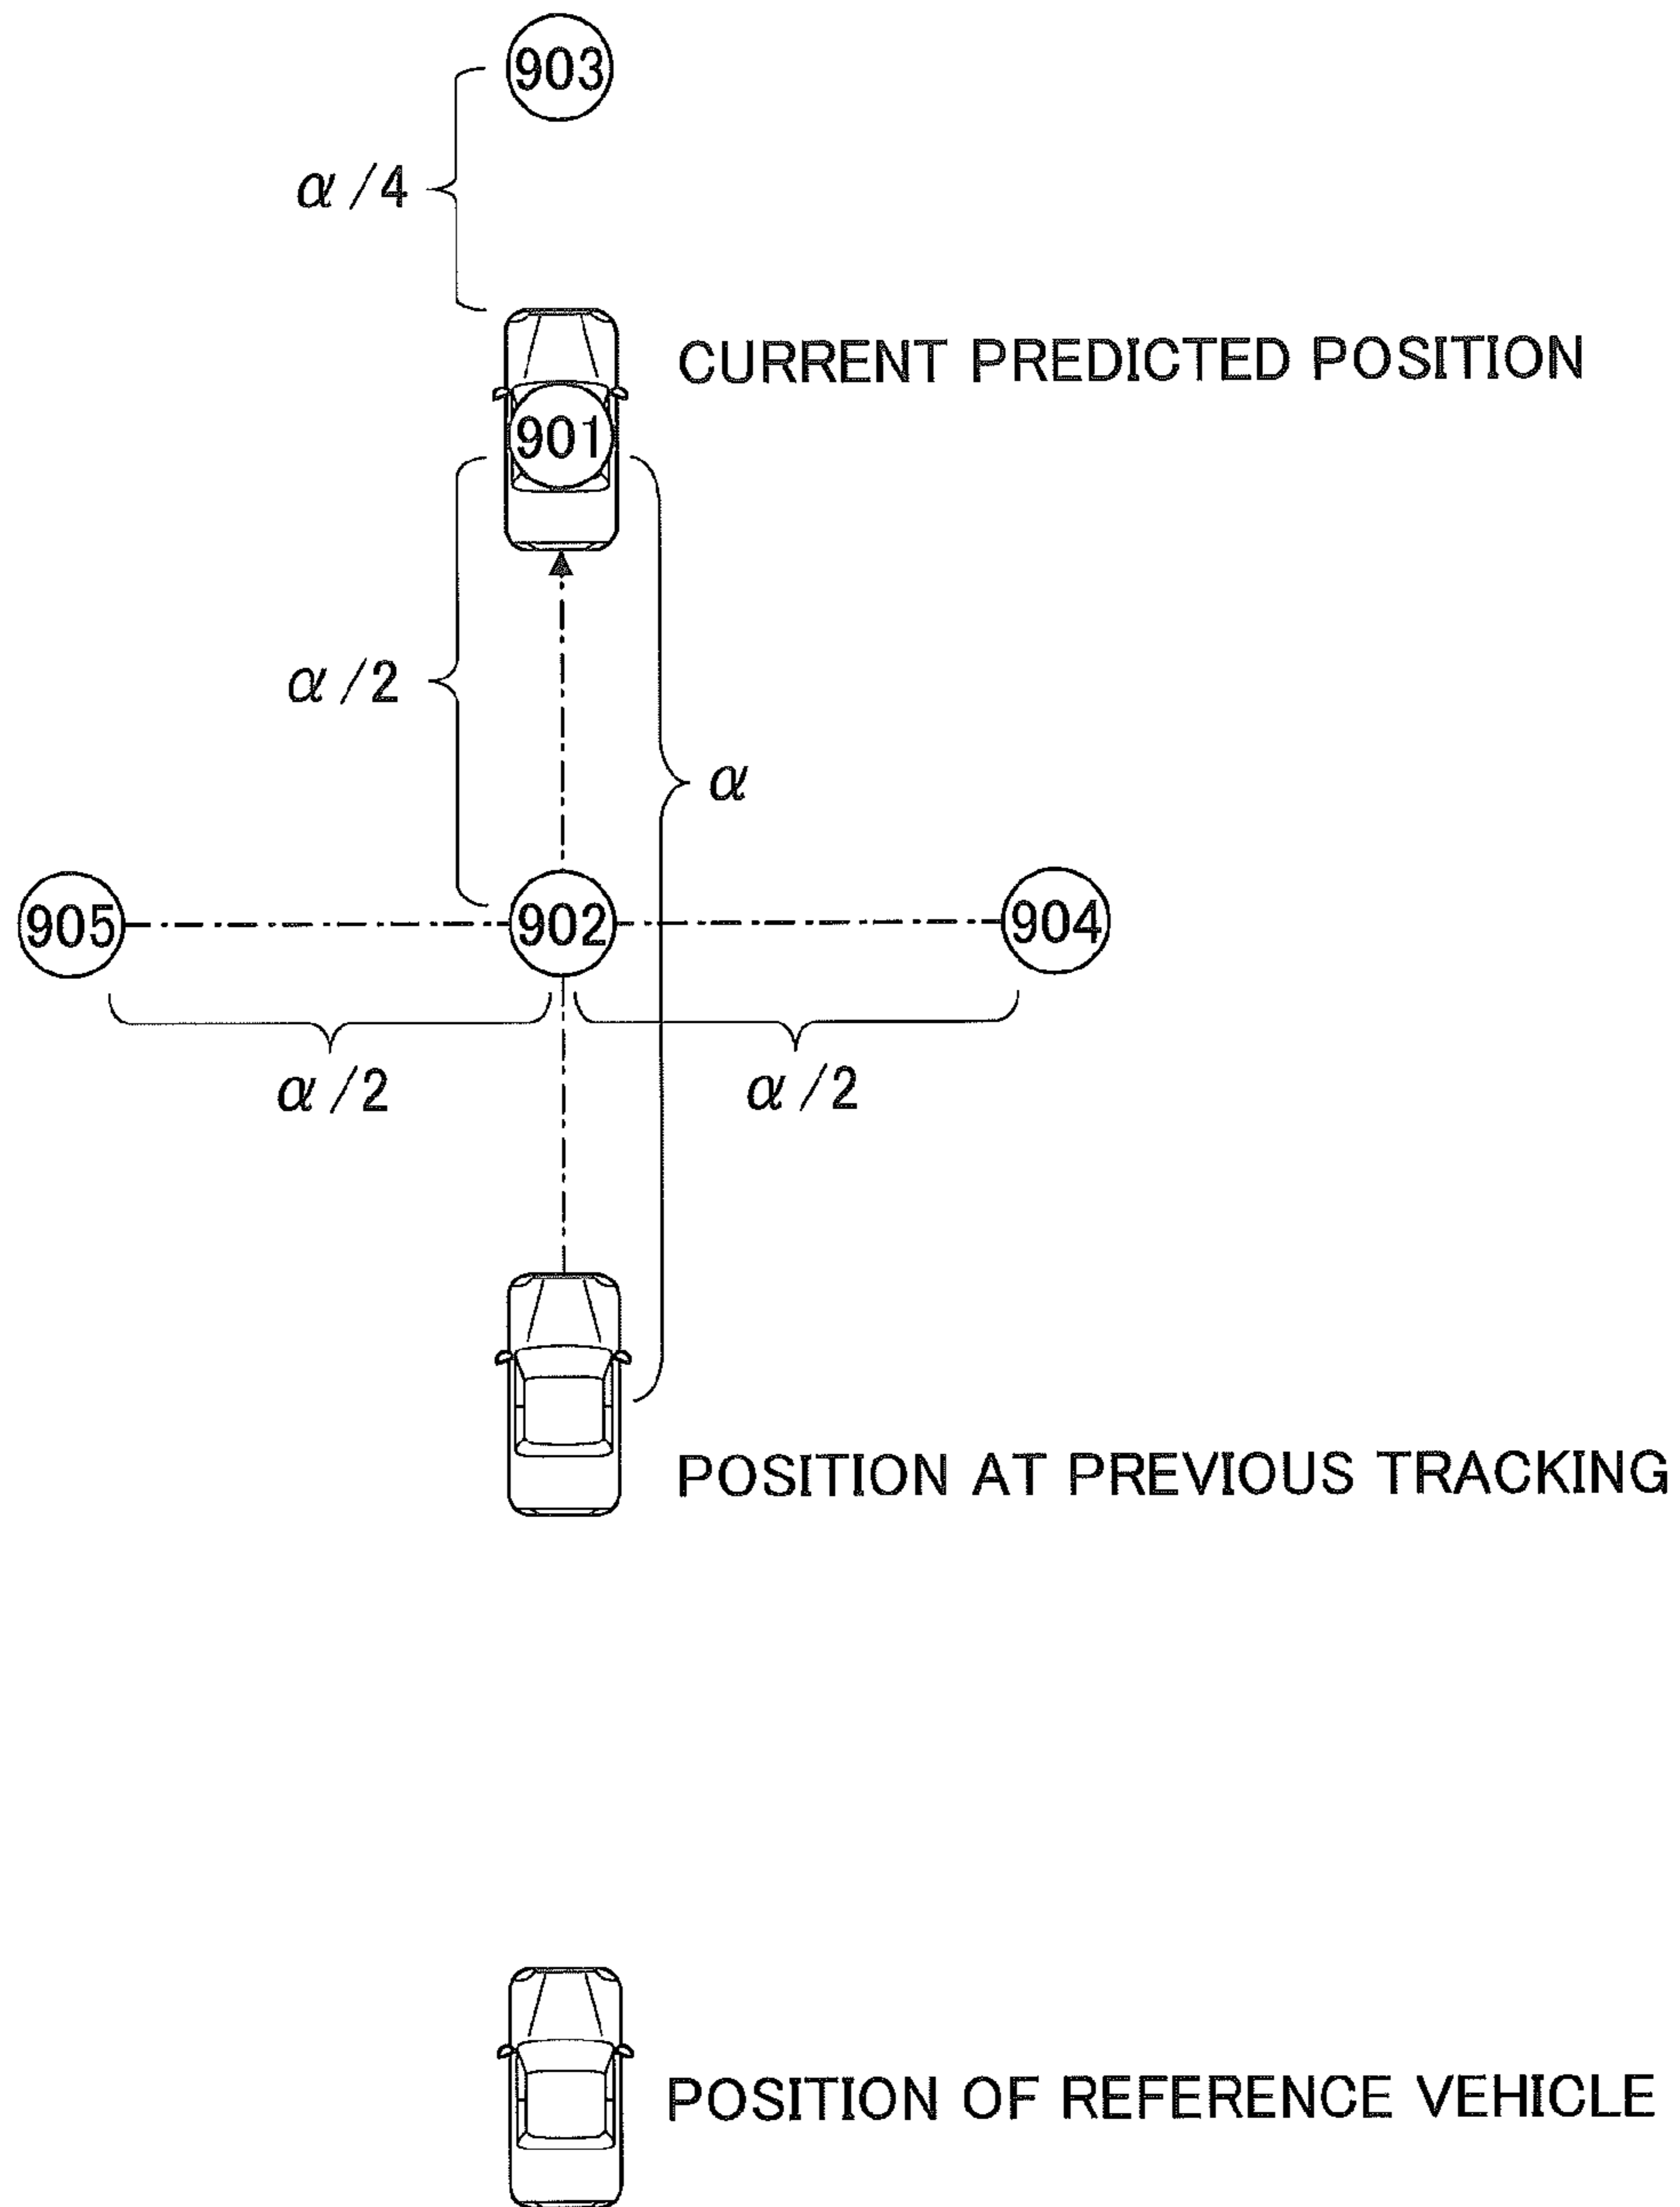 903
α/4
CURRENT PREDICTED POSITION
901
α/2
α
905
902
904
α/2
α/2
POSITION AT PREVIOUS TRACKING
POSITION OF REFERENCE VEHICLE